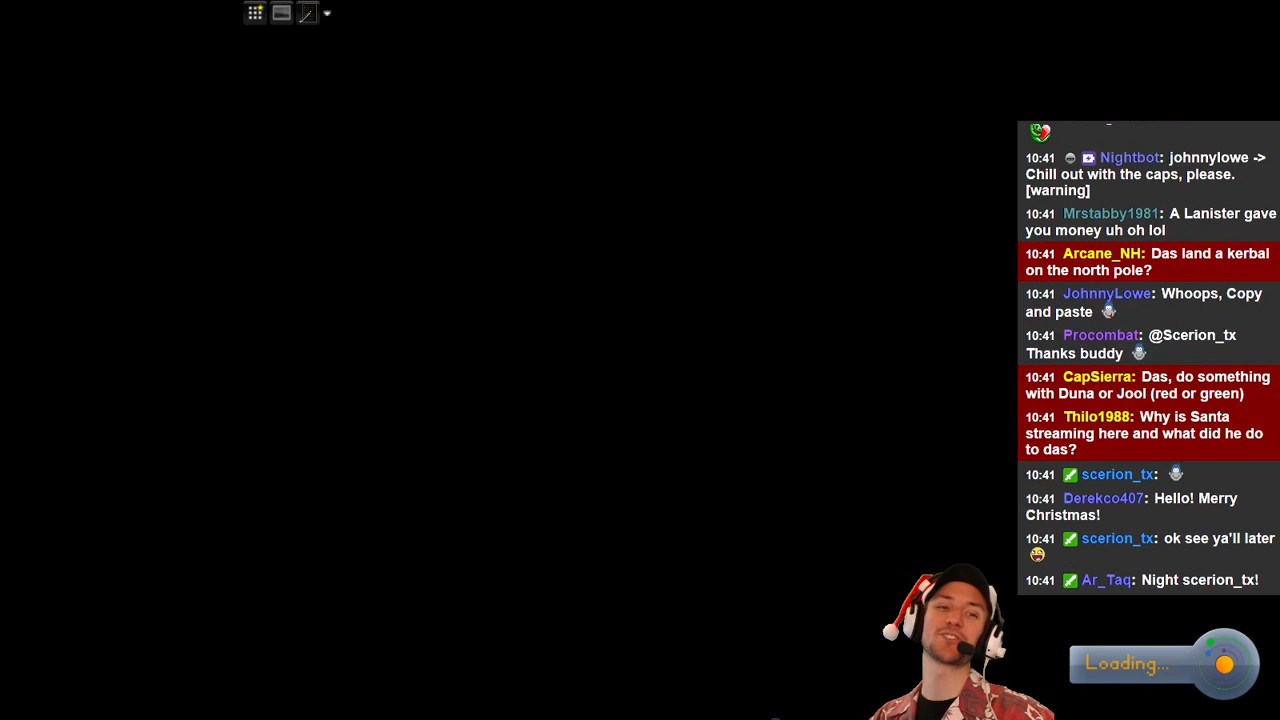 10:41 Nightbot: johnnylowe ->
Chill out with the caps, please.
[warning]
10:41 Mrstabby1981: A Lanister gave
you money uh oh lol
10:41 Arcane_NH: Das land a kerbal
on the north pole?
10:41 JohnnyLowe: Whoops, Copy
and paste
10:41 Procombat: @Scerion_tx
Thanks buddy
10:41 CapSierra: Das, do something
with Duna or Jool (red or green)
10:41 Thilo1988: Why is Santa
streaming here and what did he do
to das?
10:41 scerion_tx:
10:41 Derekco407: Hello! Merry
Christmas!
10:41 scerion_tx: ok see ya'll later
10:41 Ar_Taq: Night scerion_tx!
Loading...